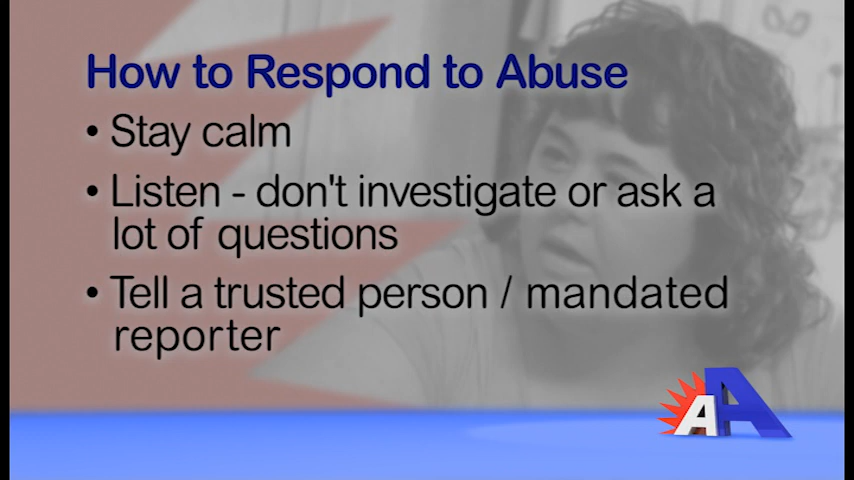 How to Respond to Abuse
• Stay calm
• Listen - don't investigate or ask a
lot of questions
• Tell a trusted person / mandated
reporter
AA